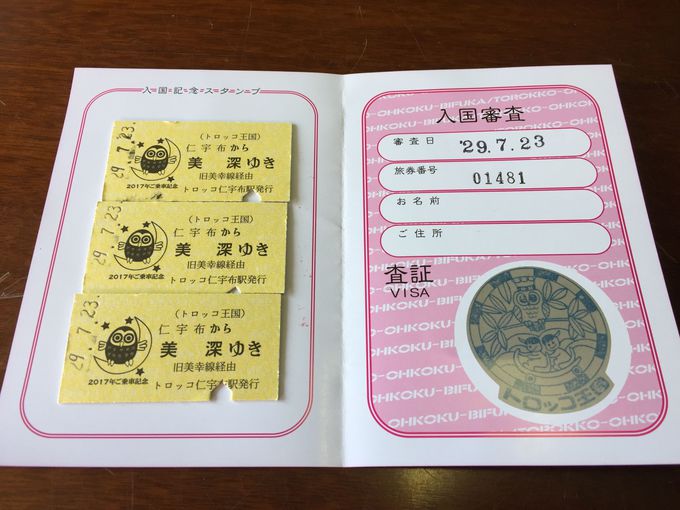 入国記念スタンプ
29.7.23
(トロッコ王国)
仁宇布から
美深ゆき
旧美幸線経由
2017年ご乗車記念
トロッコ仁宇布駅発行
29.7.23
(トロッコ王国)
仁宇布から
美深ゆき
旧美幸線経由
2017年ご乗車記念
トロッコ仁宇布駅発行
29.7.23
(トロッコ王国)
仁宇布から
美深ゆき
旧美幸線経由
2017年ご乗車記念
トロッコ仁宇布駅発行
OHKOKU-BIFUKA/TOROKKO-OHKOKU
入国審査
審査日 '29.7.23
旅券番号 01481
お名前
ご住所
査証
VISA
トロッコ王国